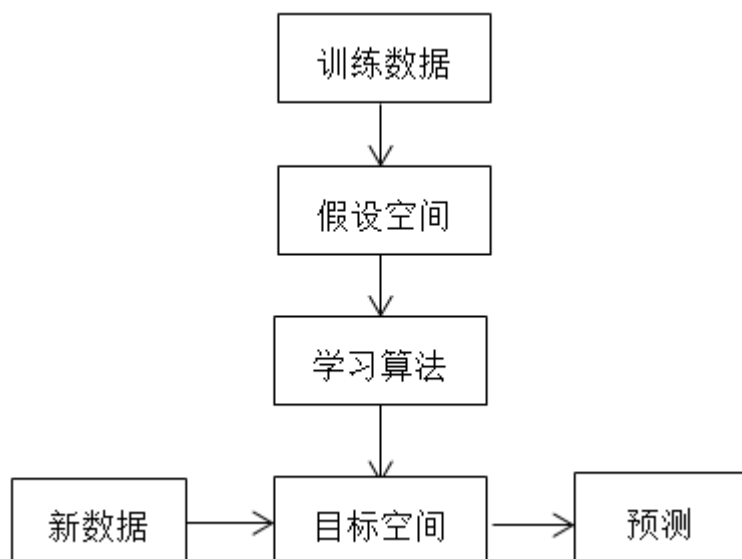 训练数据
假设空间
学习算法
新数据
目标空间
预测